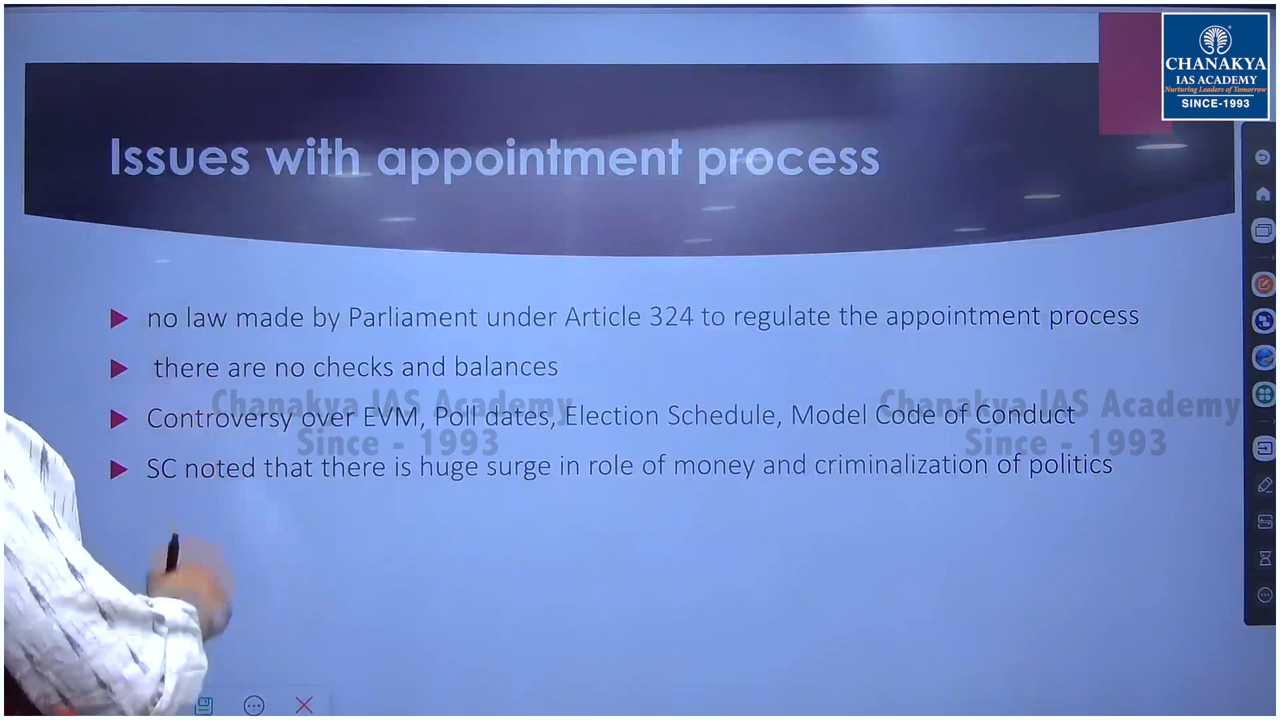 CHANAKYA
IAS ACADEMY
Nurturing Leaders of Tomorrow
SINCE-1993
Issues with appointment process
no law made by Parliament under Article 324 to regulate the appointment process
there are no checks and balances
Controversy over EVM, Poll dates, Election Schedule, Model Code of Conduct
SC noted that there is huge surge in role of money and criminalization of politics
Chanakya IAS Academy
Since - 1993
Chanakya IAS Academy
Since - 1993